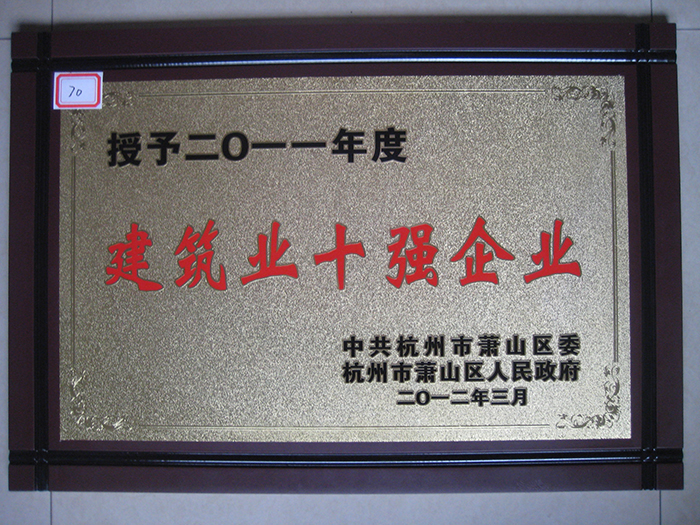 70
授予二〇一一年度
建筑业十强企业
中共杭州市萧山区委
杭州市萧山区人民政府
二〇一二年三月